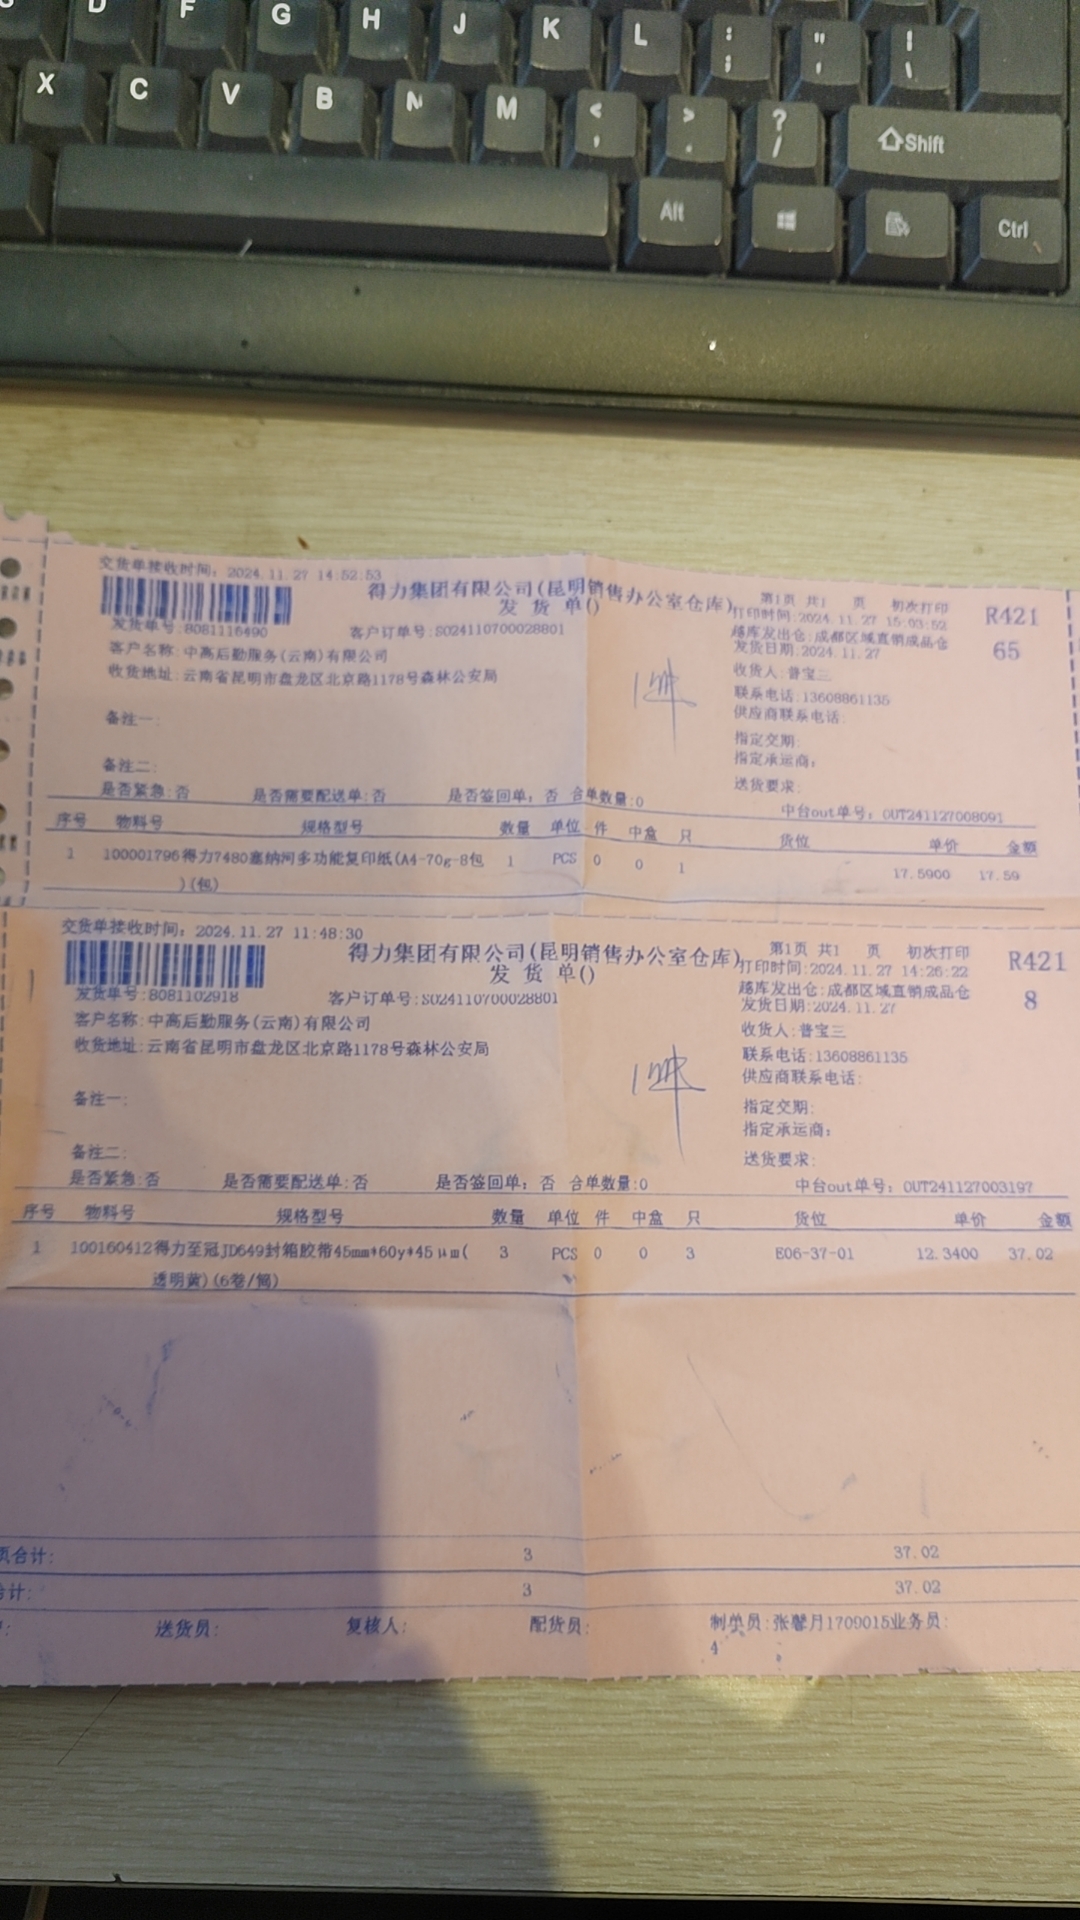 D F G H J K L : ; " ' | \
X C V B N M < , > . ? / Shift
Alt Ctrl
交货单接收时间：2024.11.27 14:52:53
得力集团有限公司(昆明销售办公室仓库)
发 货 单()
第1页 共1 页 初次打印
打印时间:2024.11.27 15:03:52
R421
发货单号:8081116490
客户订单号:SO24110700028801
越库发出仓:成都区域直销成品仓
发货日期:2024.11.27
65
客户名称:中高后勤服务(云南)有限公司
收货人:普宝三
收货地址:云南省昆明市盘龙区北京路1178号森林公安局
联系电话:13608861135
供应商联系电话:
1件
备注一:
指定交期:
指定承运商:
备注二:
送货要求:
是否紧急:否 是否需要配送单:否 是否签回单: 否 合单数量:0
中台out单号: OUT241127008091
序号 物料号 规格型号 数量 单位 件 中盒 只 货位 单价 金额
1 100001796得力7480塞纳河多功能复印纸(A4-70g-8包 1 PCS 0 0 1 17.5900 17.59
)(包)
交货单接收时间：2024.11.27 11:48:30
得力集团有限公司(昆明销售办公室仓库)
发 货 单()
第1页 共1 页 初次打印
打印时间:2024.11.27 14:26:22
R421
发货单号:8081102918
客户订单号:SO24110700028801
越库发出仓:成都区域直销成品仓
发货日期:2024.11.27
8
客户名称:中高后勤服务(云南)有限公司
收货人:普宝三
收货地址:云南省昆明市盘龙区北京路1178号森林公安局
联系电话:13608861135
供应商联系电话:
1件
备注一:
指定交期:
指定承运商:
备注二:
送货要求:
是否紧急:否 是否需要配送单:否 是否签回单: 否 合单数量:0
中台out单号: OUT241127003197
序号 物料号 规格型号 数量 单位 件 中盒 只 货位 单价 金额
1 100160412得力至冠JD649封箱胶带45mm*60y*45μm( 3 PCS 0 0 3 E06-37-01 12.3400 37.02
透明黄)(6卷/筒)
页合计: 3 37.02
合计: 3 37.02
送货员: 复核人: 配货员: 制单员:张馨月1709015业务员:
4